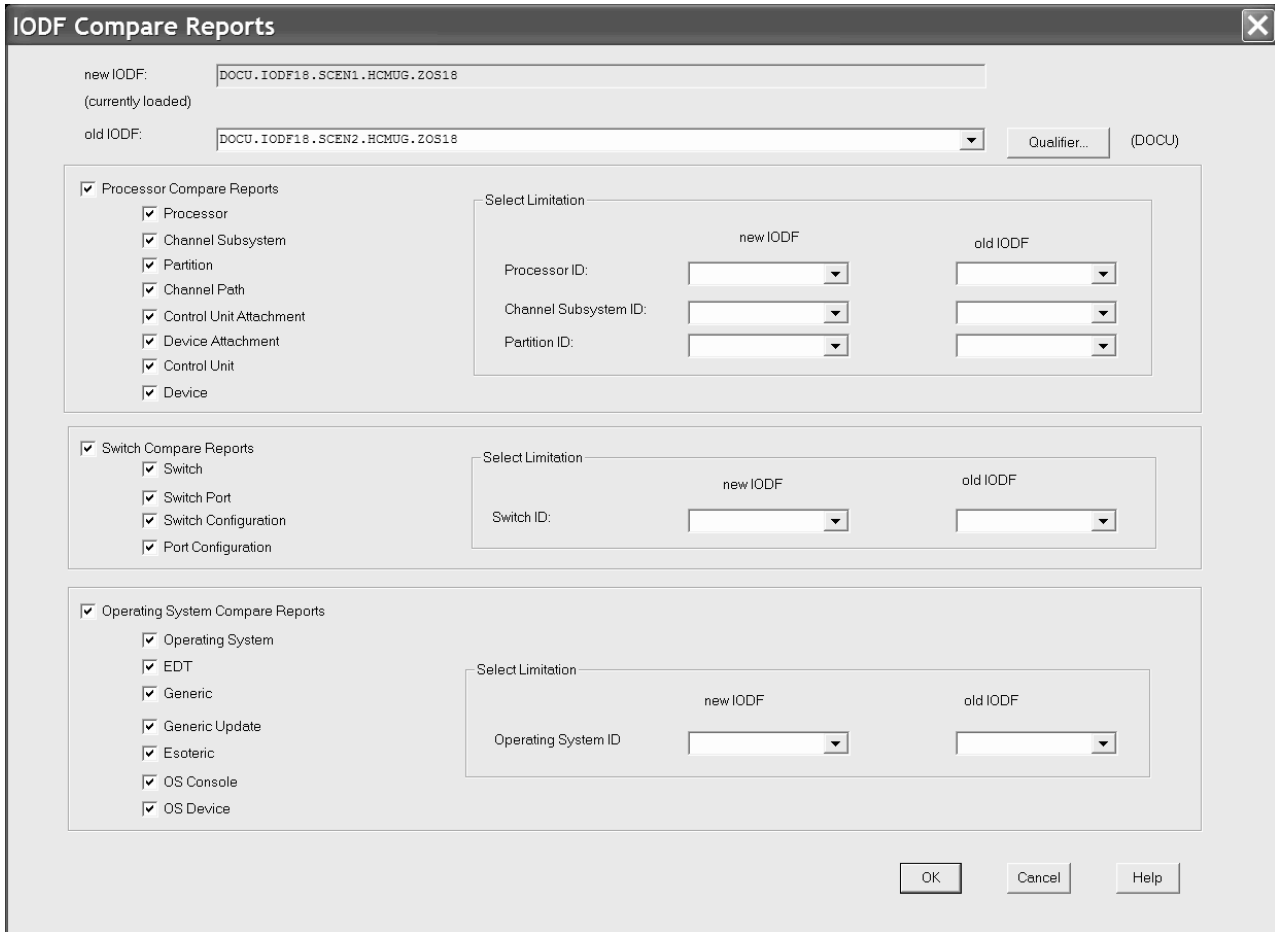 IODF Compare Reports
new IODF: DOCU.IODF18.SCEN1.HCMUG.ZOS18
(currently loaded)
old IODF: DOCU.IODF18.SCEN2.HCMUG.ZOS18 Qualifier... (DOCU)
Processor Compare Reports
Processor
Channel Subsystem
Partition
Channel Path
Control Unit Attachment
Device Attachment
Control Unit
Device
Select Limitation
new IODF old IODF
Processor ID:
Channel Subsystem ID:
Partition ID:
Switch Compare Reports
Switch
Switch Port
Switch Configuration
Port Configuration
Select Limitation
new IODF old IODF
Switch ID:
Operating System Compare Reports
Operating System
EDT
Generic
Generic Update
Esoteric
OS Console
OS Device
Select Limitation
new IODF old IODF
Operating System ID
OK Cancel Help